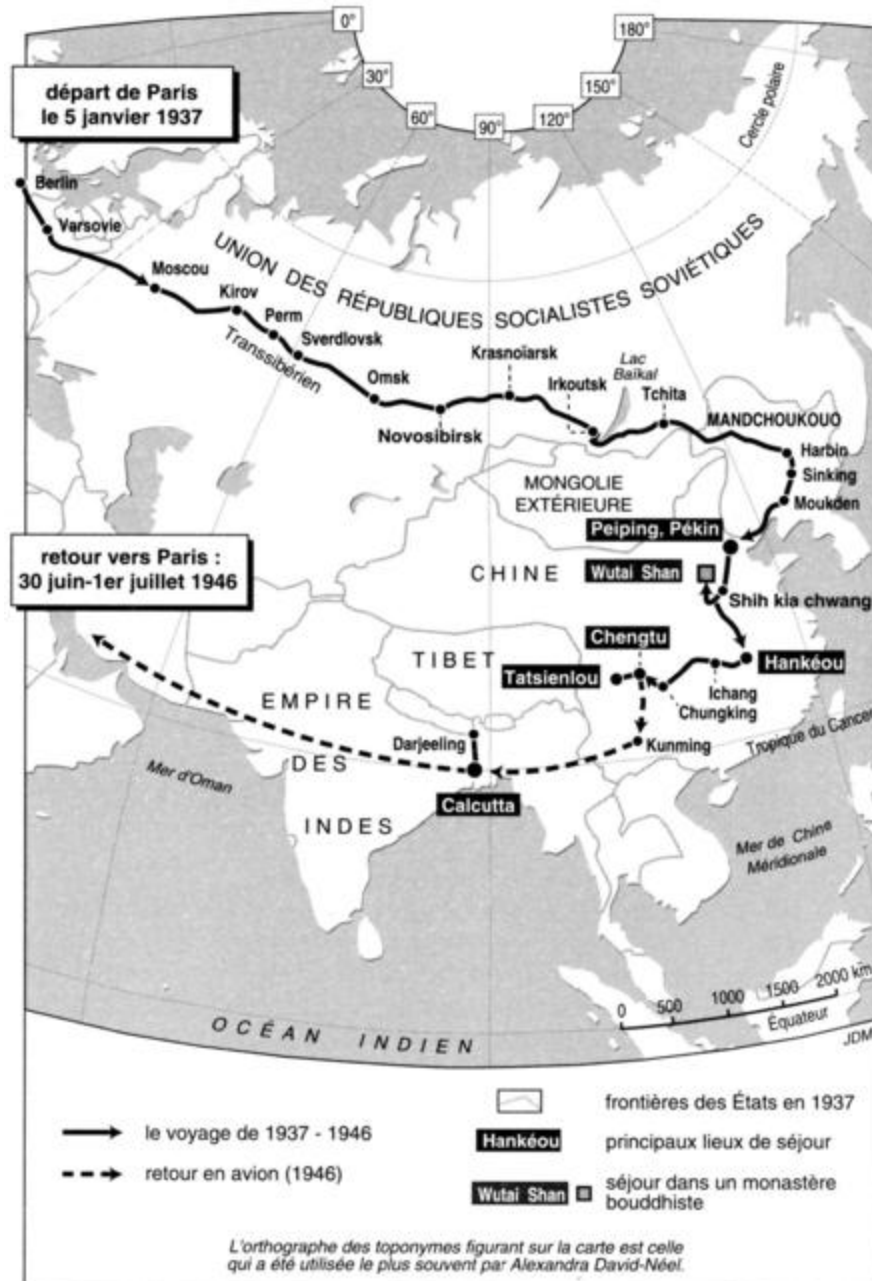 0°
180°
30°
150°
60°
120°
90°
Cercle polaire
départ de Paris
le 5 janvier 1937
Berlin
Varsovie
Moscou
Kirov
Perm
Sverdlovsk
Transsibérien
UNION DES RÉPUBLIQUES SOCIALISTES SOVIÉTIQUES
Omsk
Novosibirsk
Krasnoïarsk
Irkoutsk
Lac
Baïkal
Tchita
MANDCHOUKOUO
Harbin
Sinking
Moukden
MONGOLIE
EXTÉRIEURE
Peiping, Pékin
retour vers Paris :
30 juin-1er juillet 1946
CHINE
Wutai Shan
Shih kia chwang
Chengtu
TIBET
Tatsienlou
Hankéou
Ichang
Chungking
EMPIRE
DES
INDES
Darjeeling
Kunming
Tropique du Cancer
Mer d'Oman
Calcutta
Mer de Chine
Méridionale
0 500 1000 1500 2000 km
Équateur
JDM
OCÉAN INDIEN
le voyage de 1937 - 1946
retour en avion (1946)
frontières des États en 1937
Hankéou principaux lieux de séjour
Wutai Shan séjour dans un monastère
bouddhiste
L'orthographe des toponymes figurant sur la carte est celle
qui a été utilisée le plus souvent par Alexandra David-Néel.